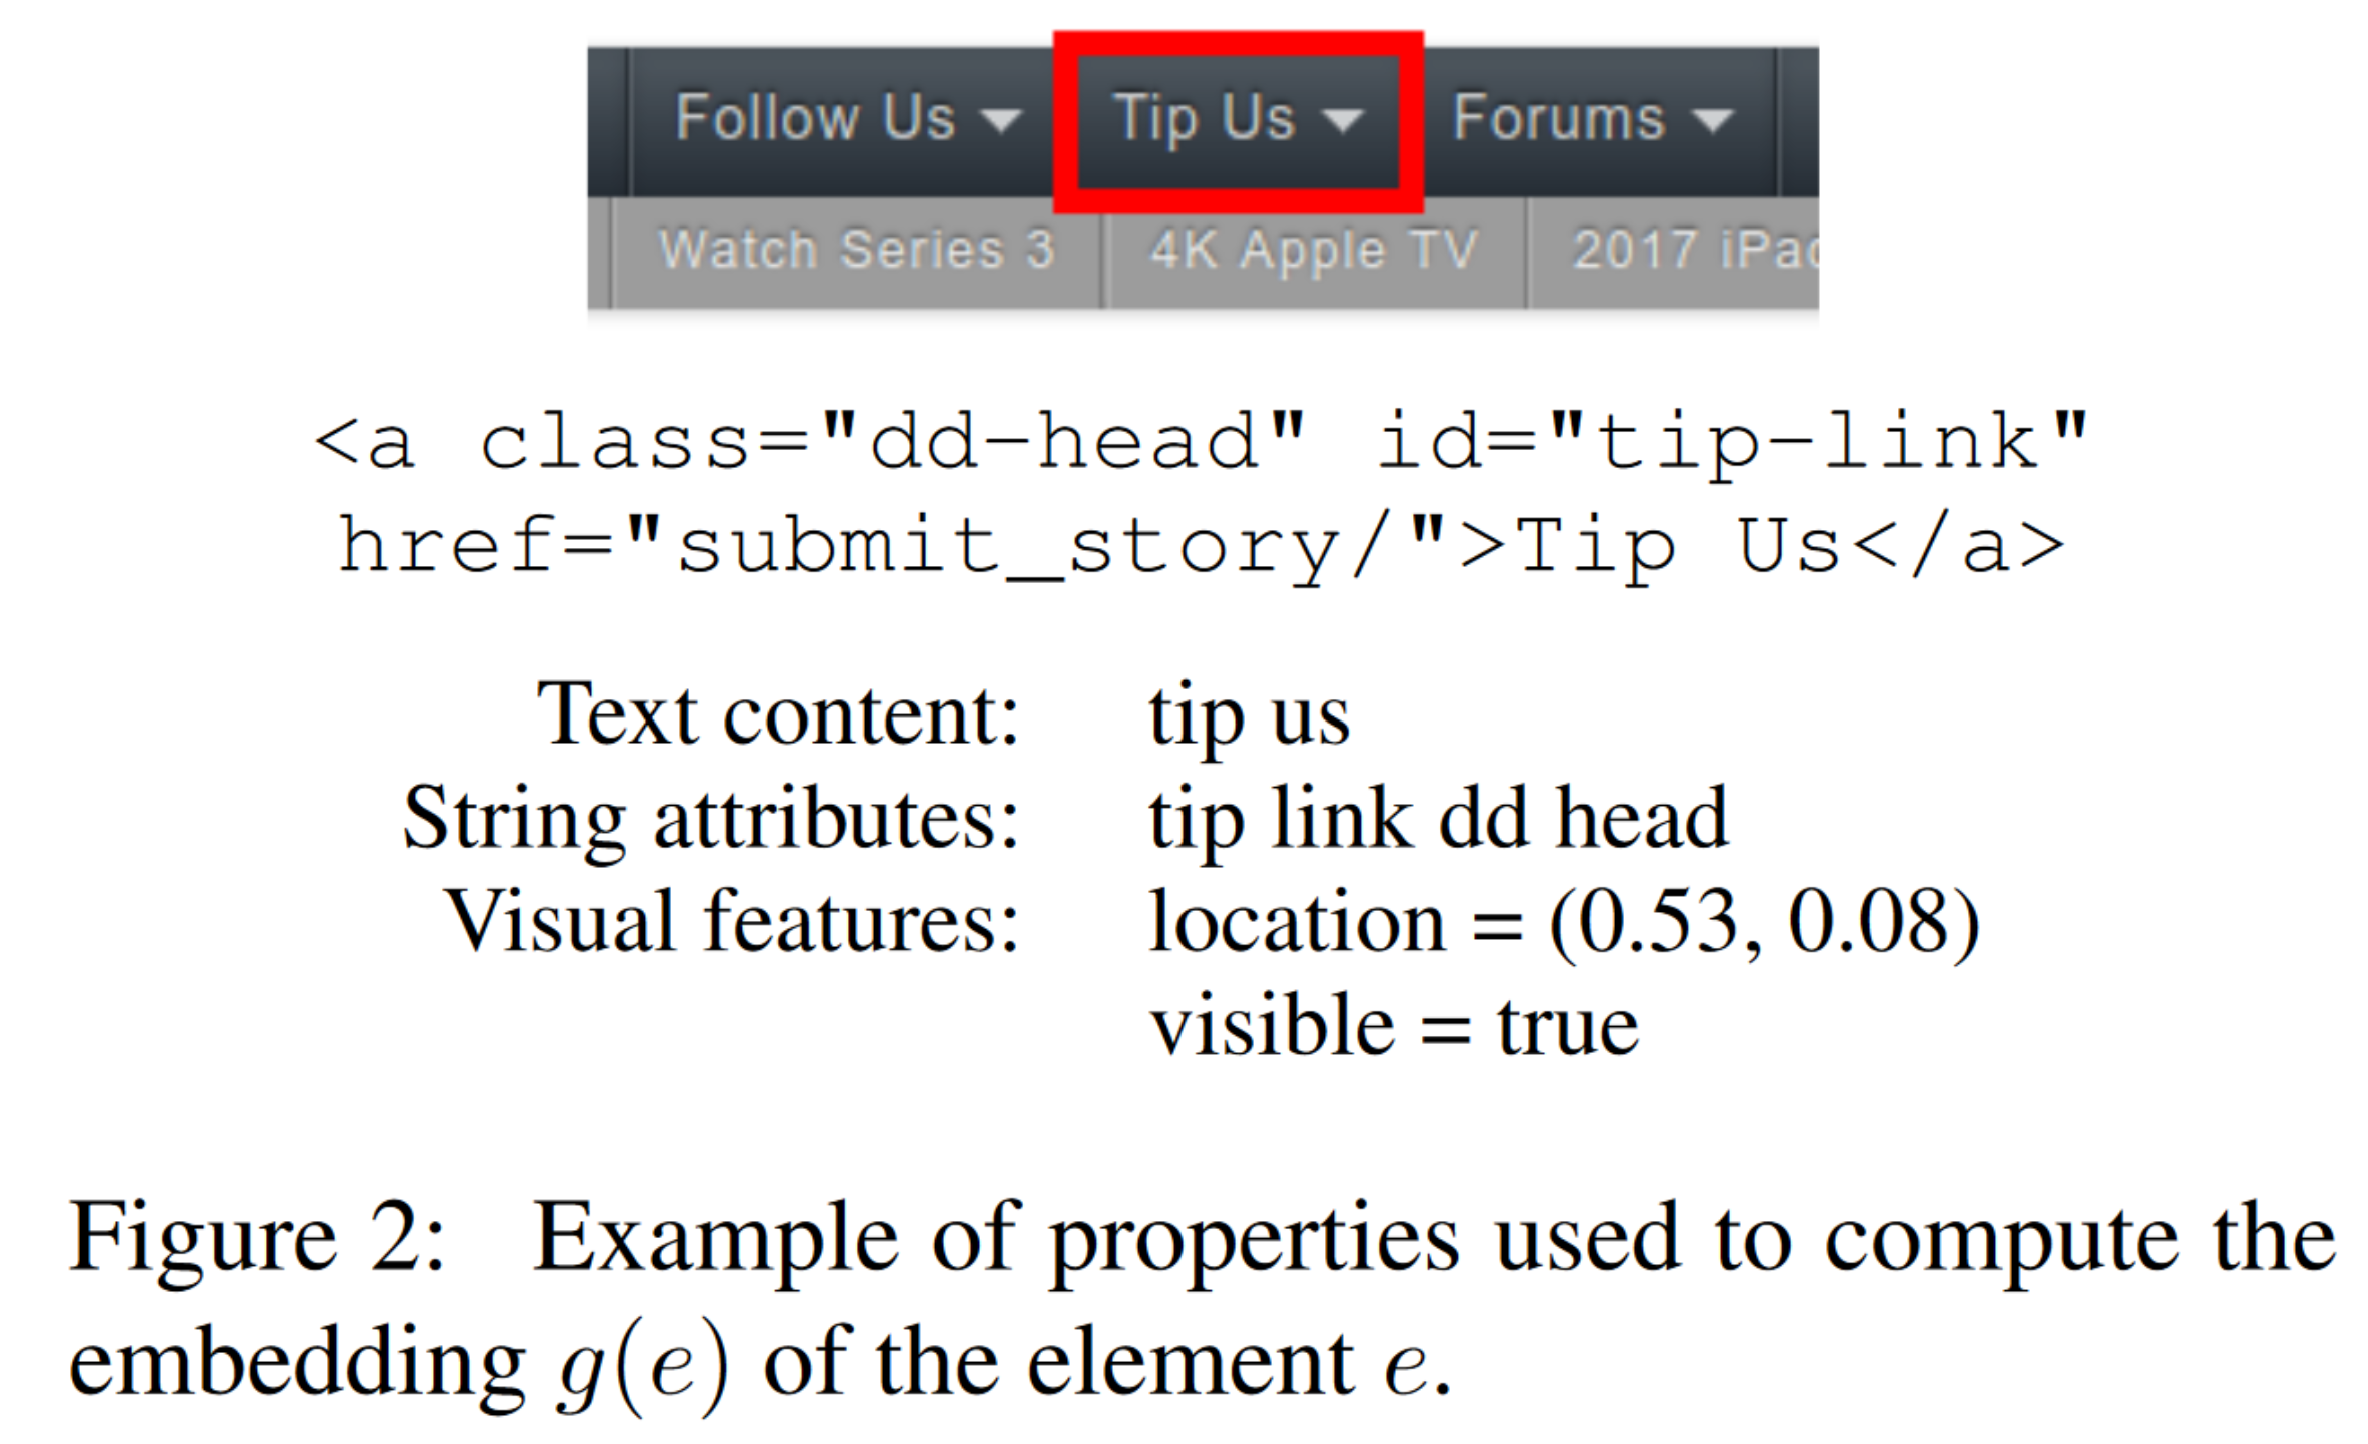 Follow Us Tip Us Forums
Watch Series 3 4K Apple TV 2017 iPad
<a class="dd-head" id="tip-link"
href="submit_story/">Tip Us</a>
Text content: tip us
String attributes: tip link dd head
Visual features: location = (0.53, 0.08)
visible = true
Figure 2: Example of properties used to compute the
embedding g(e) of the element e.